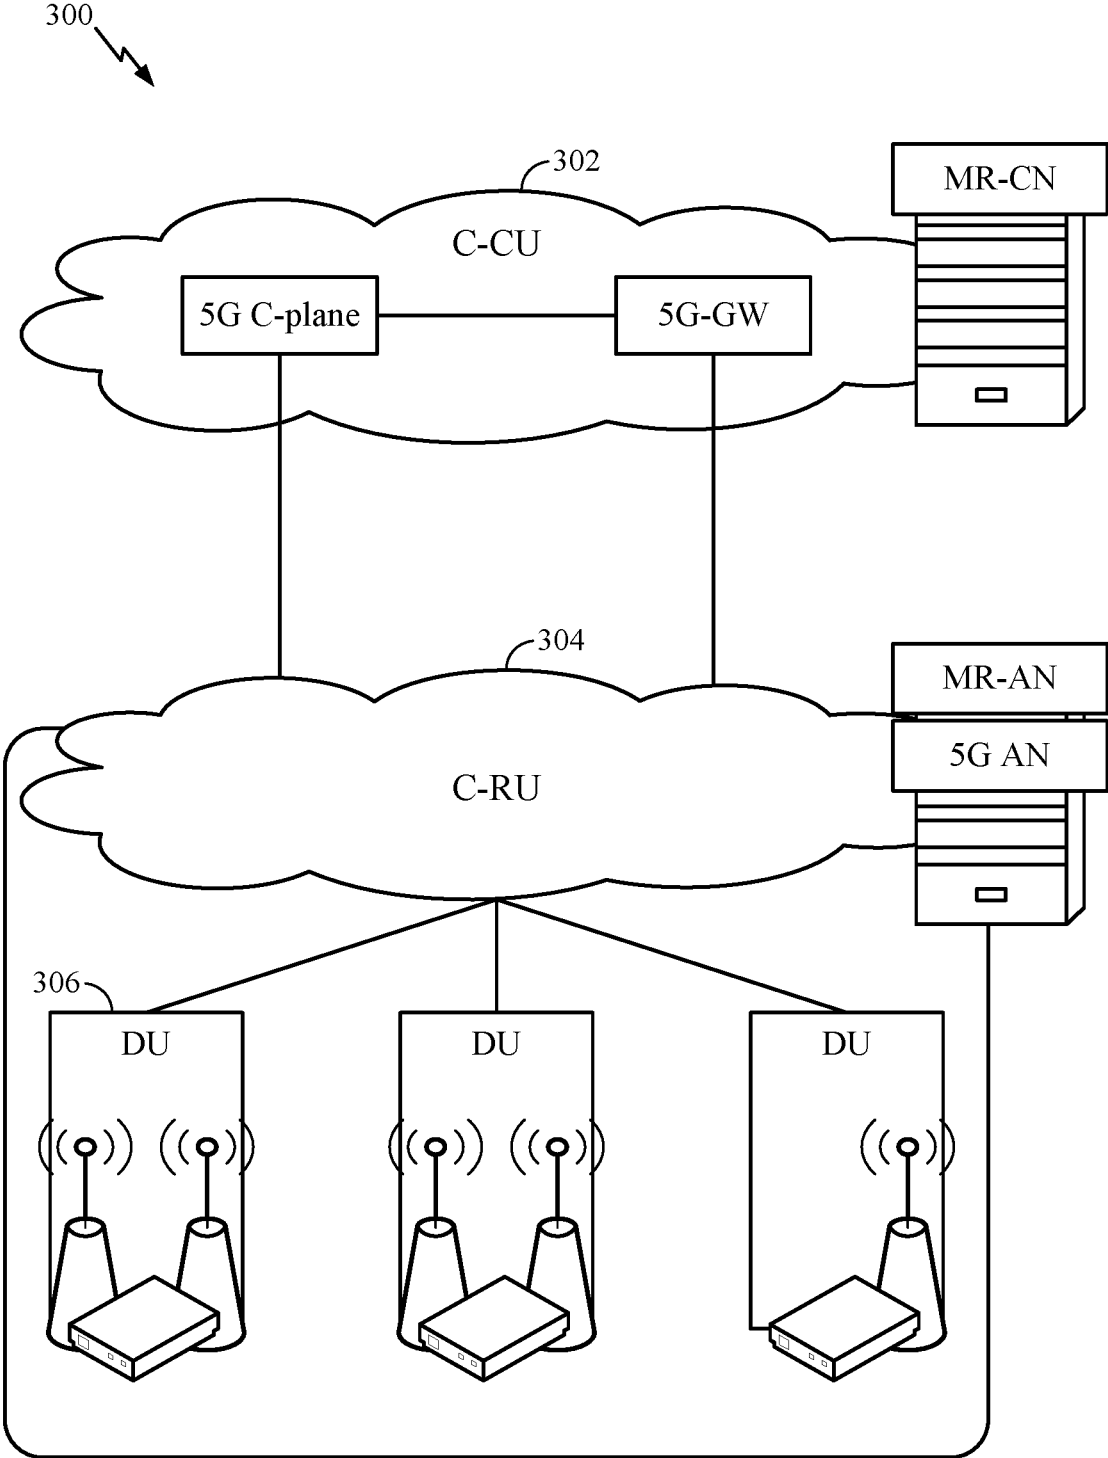 300
302
MR-CN
C-CU
5G C-plane
5G-GW
304
MR-AN
5G AN
C-RU
306
DU
DU
DU